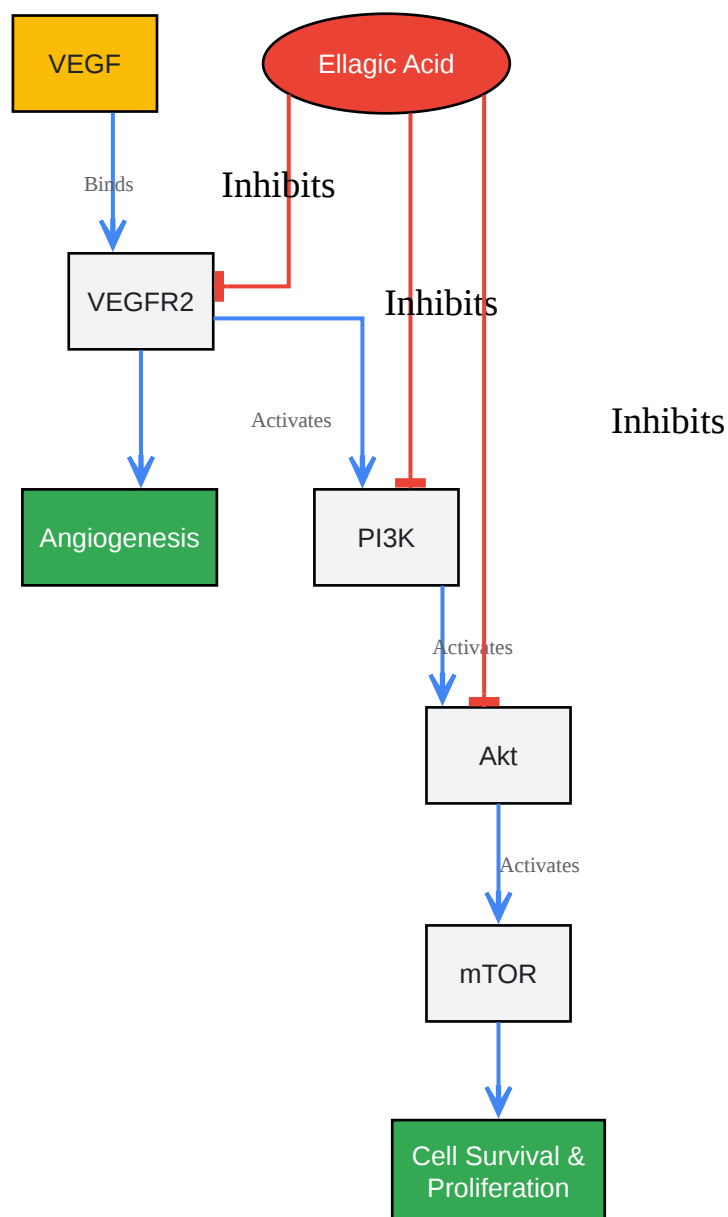 VEGF
Ellagic Acid
Binds
Inhibits
VEGFR2
Inhibits
Activates
Inhibits
Angiogenesis
PI3K
Activates
Akt
Activates
mTOR
Cell Survival &
Proliferation